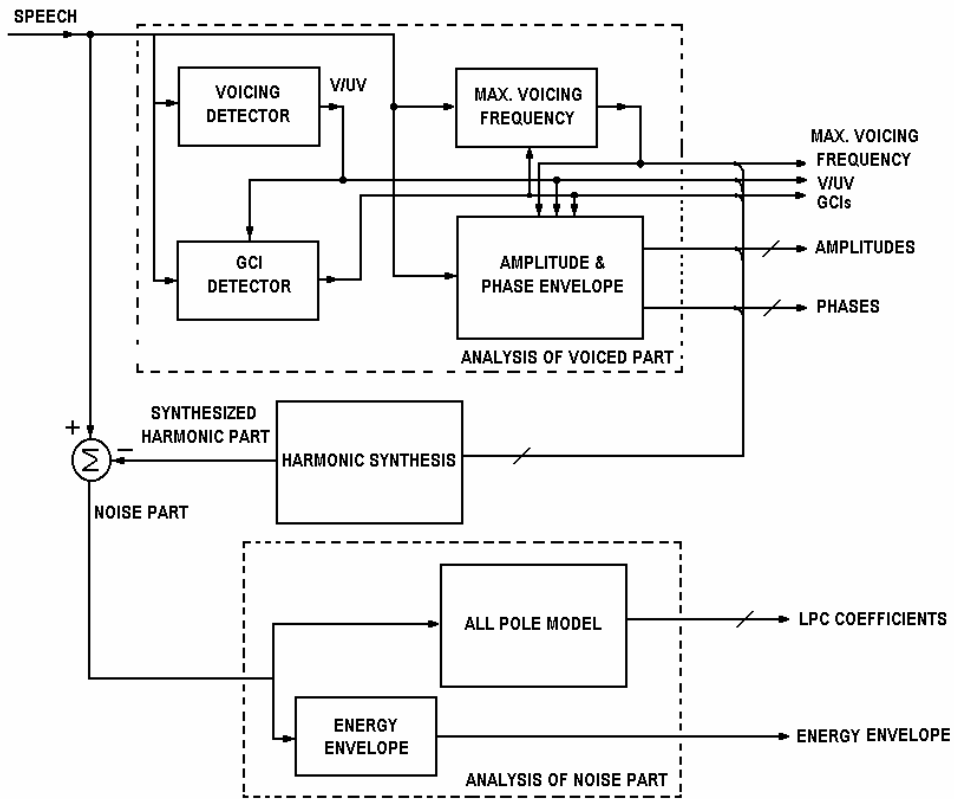 SPEECH
VOICING
DETECTOR
V/UV
MAX. VOICING
FREQUENCY
MAX. VOICING
FREQUENCY
V/UV
GCIs
GCI
DETECTOR
AMPLITUDE &
PHASE ENVELOPE
AMPLITUDES
PHASES
ANALYSIS OF VOICED PART
SYNTHESIZED
HARMONIC PART
+
−
Σ
HARMONIC SYNTHESIS
NOISE PART
ALL POLE MODEL
LPC COEFFICIENTS
ENERGY
ENVELOPE
ENERGY ENVELOPE
ANALYSIS OF NOISE PART